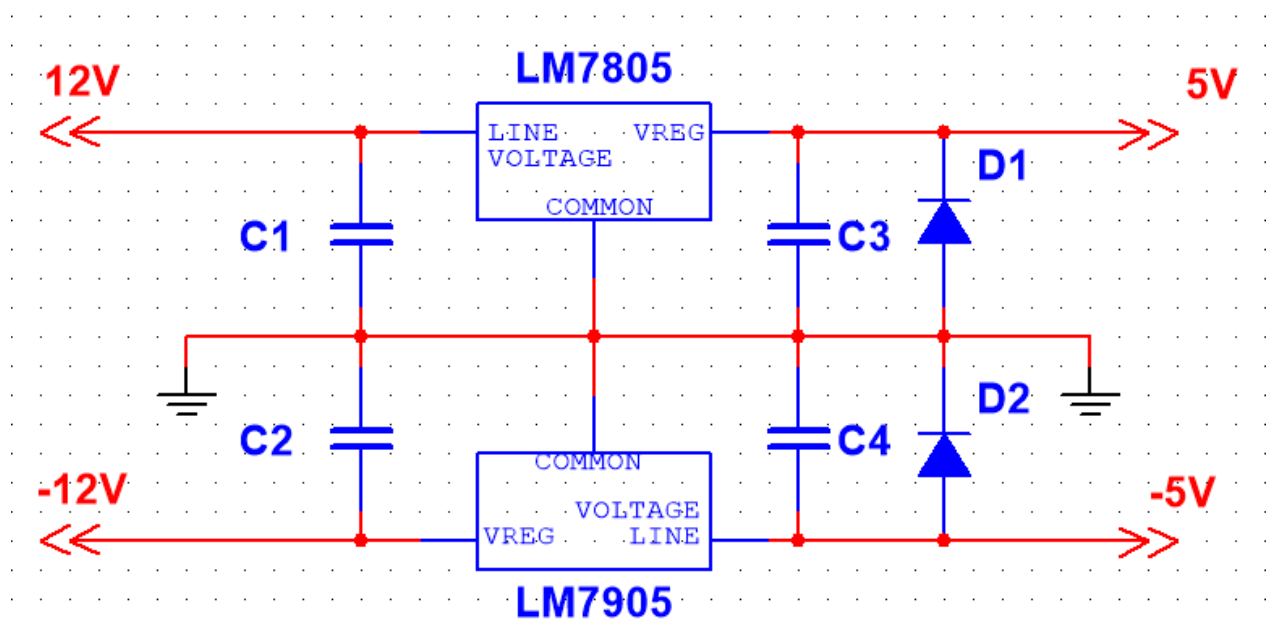 LM7805
12V
5V
LINE VREG
VOLTAGE
D1
COMMON
C1
C3
D2
C2
C4
COMMON
-12V
-5V
VOLTAGE
VREG LINE
LM7905